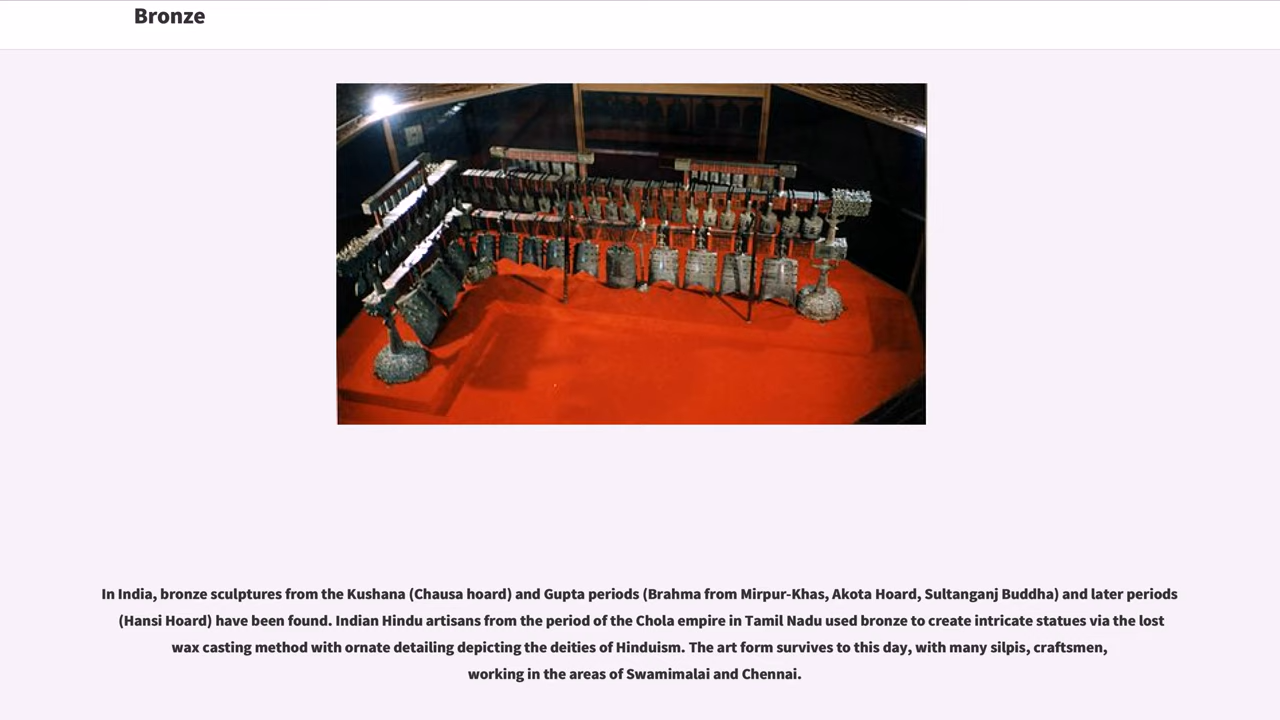 Bronze
In India, bronze sculptures from the Kushana (Chausa hoard) and Gupta periods (Brahma from Mirpur-Khas, Akota Hoard, Sultanganj Buddha) and later periods
(Hansi Hoard) have been found. Indian Hindu artisans from the period of the Chola empire in Tamil Nadu used bronze to create intricate statues via the lost
wax casting method with ornate detailing depicting the deities of Hinduism. The art form survives to this day, with many silpis, craftsmen,
working in the areas of Swamimalai and Chennai.